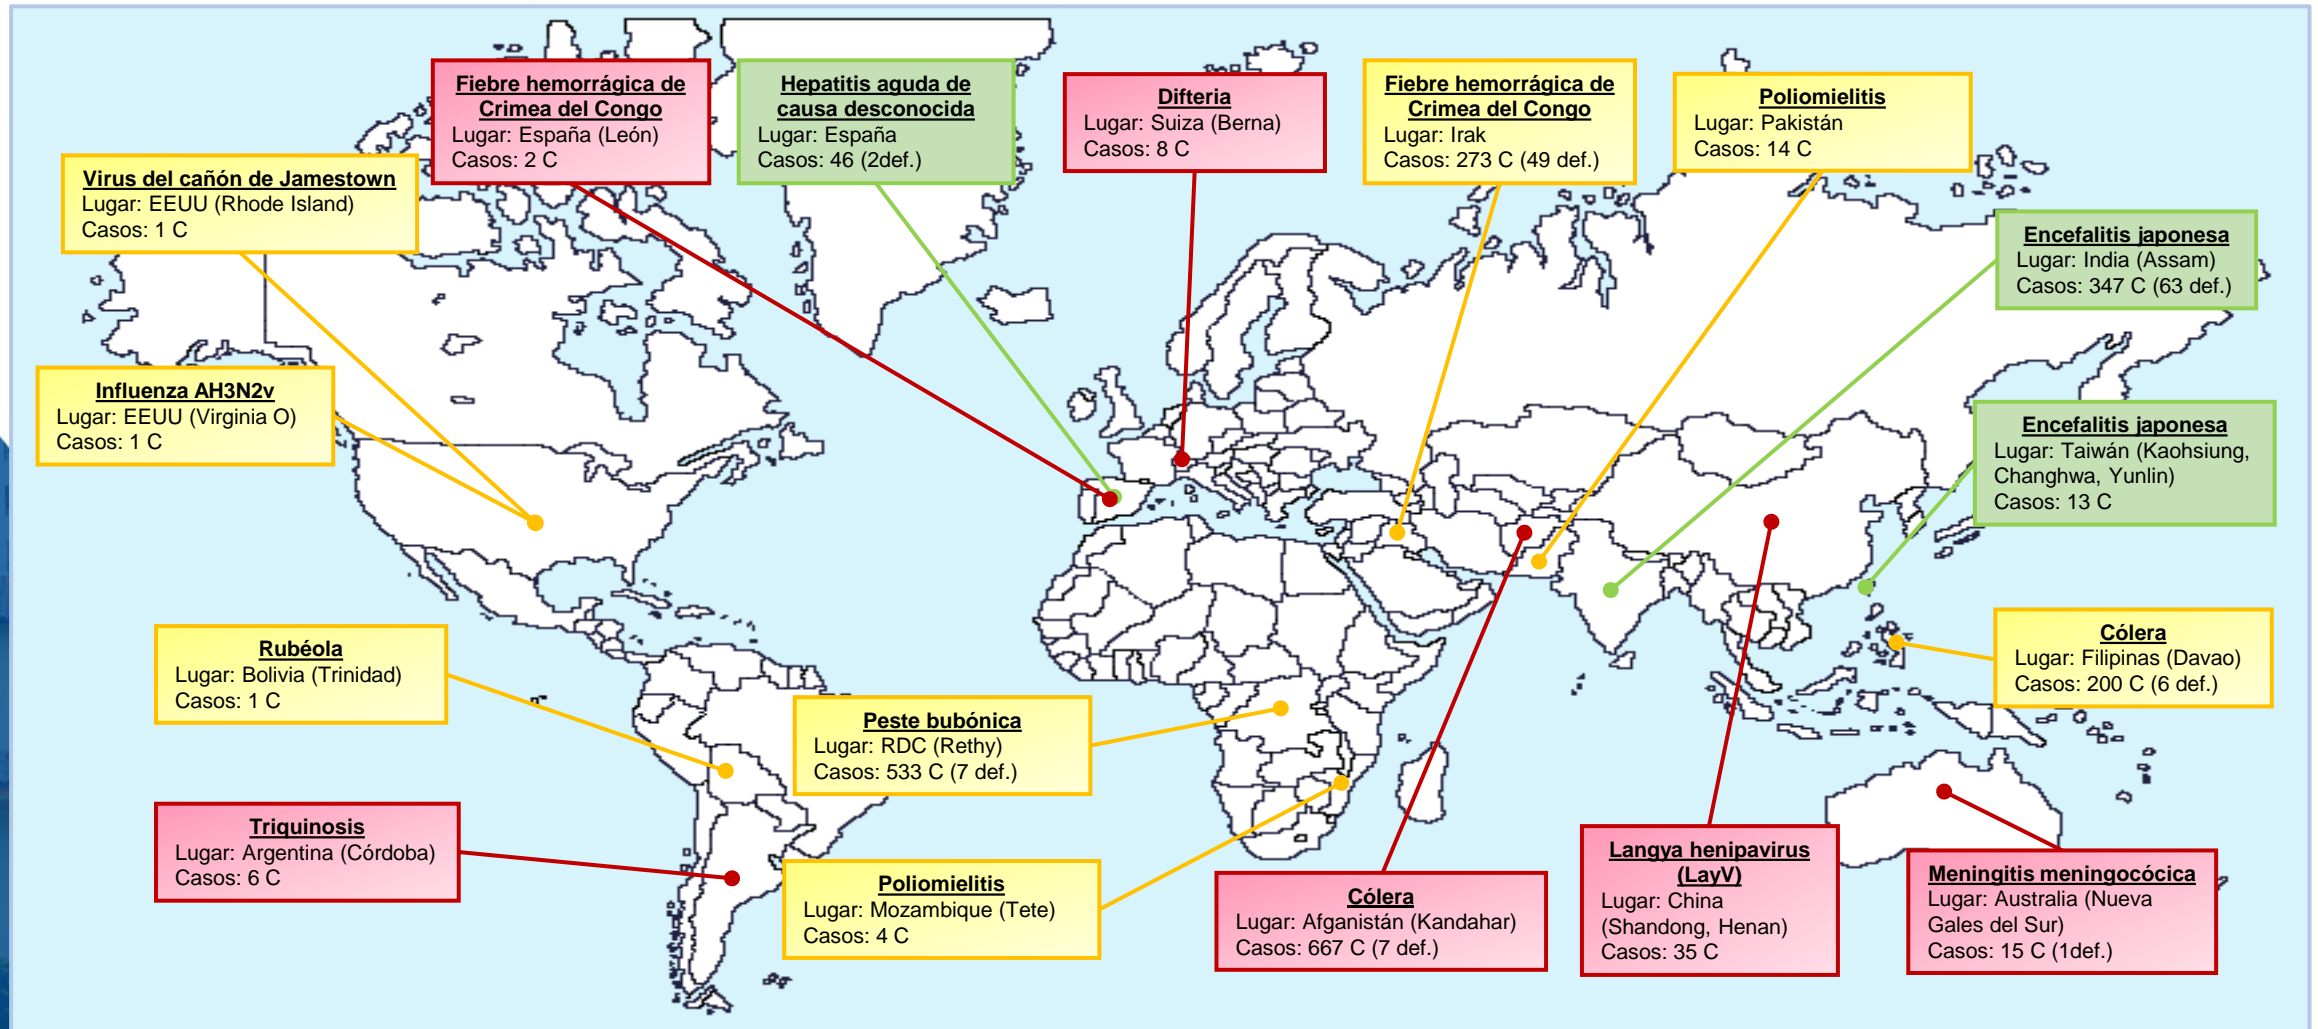 Fiebre hemorrágica de
Crimea del Congo
Lugar: España (León)
Casos: 2 C
Hepatitis aguda de
causa desconocida
Lugar: España
Casos: 46 (2def.)
Difteria
Lugar: Suiza (Berna)
Casos: 8 C
Fiebre hemorrágica de
Crimea del Congo
Lugar: Irak
Casos: 273 C (49 def.)
Poliomielitis
Lugar: Pakistán
Casos: 14 C
Virus del cañón de Jamestown
Lugar: EEUU (Rhode Island)
Casos: 1 C
Encefalitis japonesa
Lugar: India (Assam)
Casos: 347 C (63 def.)
Influenza AH3N2v
Lugar: EEUU (Virginia O)
Casos: 1 C
Encefalitis japonesa
Lugar: Taiwán (Kaohsiung,
Changhwa, Yunlin)
Casos: 13 C
Rubéola
Lugar: Bolivia (Trinidad)
Casos: 1 C
Cólera
Lugar: Filipinas (Davao)
Casos: 200 C (6 def.)
Peste bubónica
Lugar: RDC (Rethy)
Casos: 533 C (7 def.)
Triquinosis
Lugar: Argentina (Córdoba)
Casos: 6 C
Poliomielitis
Lugar: Mozambique (Tete)
Casos: 4 C
Cólera
Lugar: Afganistán (Kandahar)
Casos: 667 C (7 def.)
Langya henipavirus
(LayV)
Lugar: China
(Shandong, Henan)
Casos: 35 C
Meningitis meningocócica
Lugar: Australia (Nueva
Gales del Sur)
Casos: 15 C (1def.)